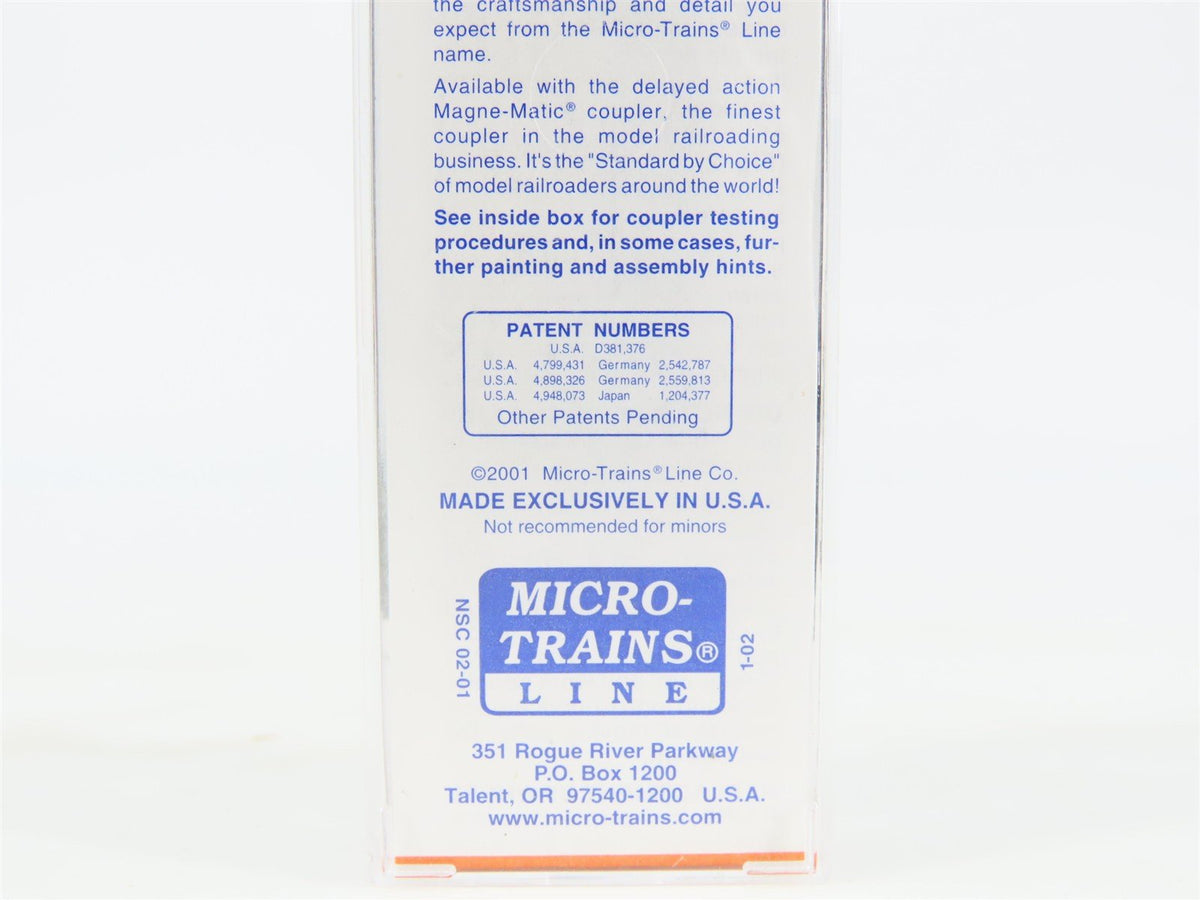 the craftsmanship and detail you
expect from the Micro-Trains® Line
name.
Available with the delayed action
Magne-Matic® coupler, the finest
coupler in the model railroading
business. It's the "Standard by Choice"
of model railroaders around the world!
See inside box for coupler testing
procedures and, in some cases, fur-
ther painting and assembly hints.
PATENT NUMBERS
U.S.A. D381,376
U.S.A. 4,799,431 Germany 2,542,787
U.S.A. 4,898,326 Germany 2,559,813
U.S.A. 4,948,073 Japan 1,204,377
Other Patents Pending
©2001 Micro-Trains® Line Co.
MADE EXCLUSIVELY IN U.S.A.
Not recommended for minors
NSC 02-01
MICRO-
TRAINS®
LINE
1-02
351 Rogue River Parkway
P.O. Box 1200
Talent, OR 97540-1200 U.S.A.
www.micro-trains.com